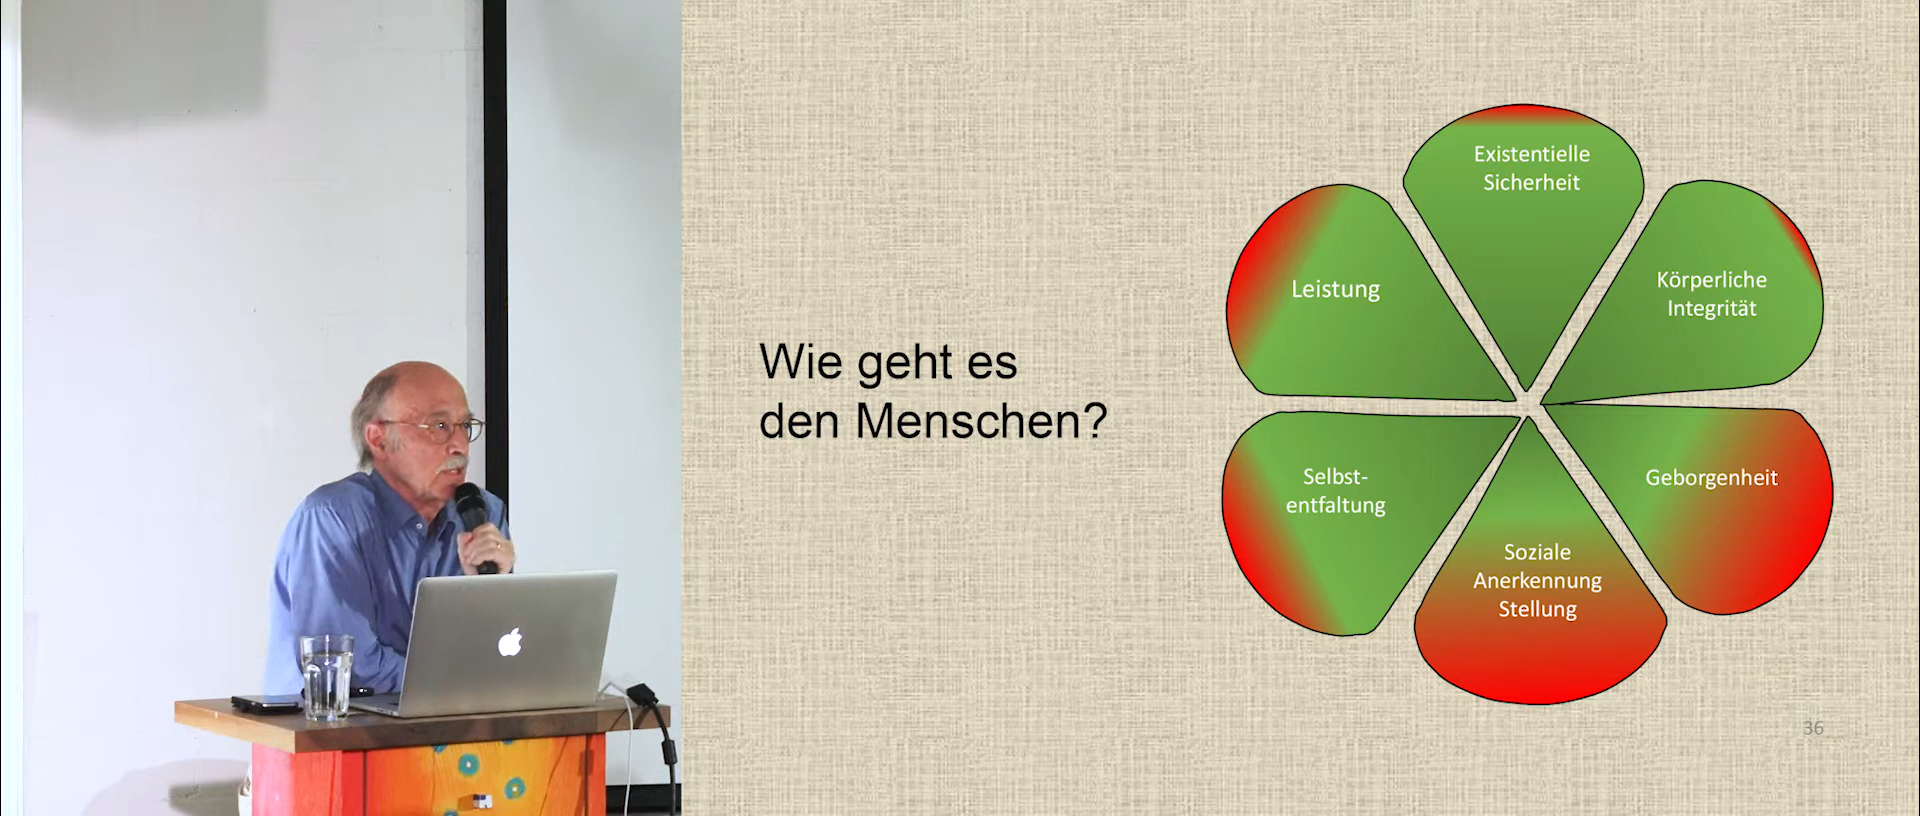 Wie geht es
den Menschen?
Existentielle
Sicherheit
Körperliche
Integrität
Geborgenheit
Soziale
Anerkennung
Stellung
Selbst-
entfaltung
Leistung
36